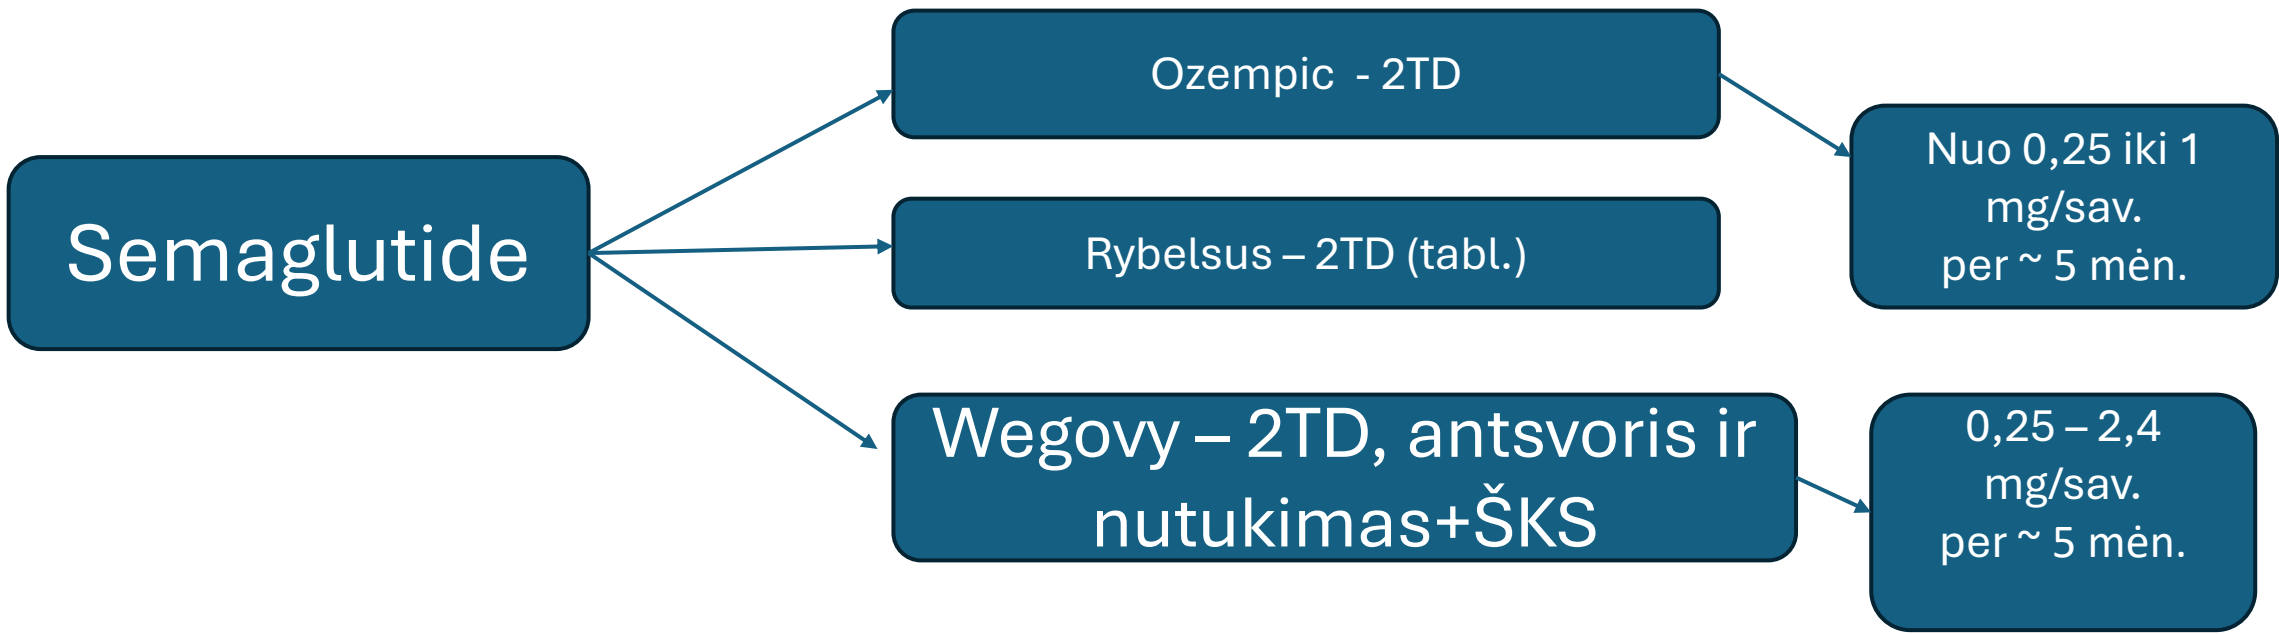 Semaglutide
Ozempic  - 2TD
Nuo 0,25 iki 1
mg/sav.
per ~ 5 mėn.
Rybelsus – 2TD (tabl.)
Wegovy – 2TD, antsvoris ir
nutukimas+ŠKS
0,25 – 2,4
mg/sav.
per ~ 5 mėn.